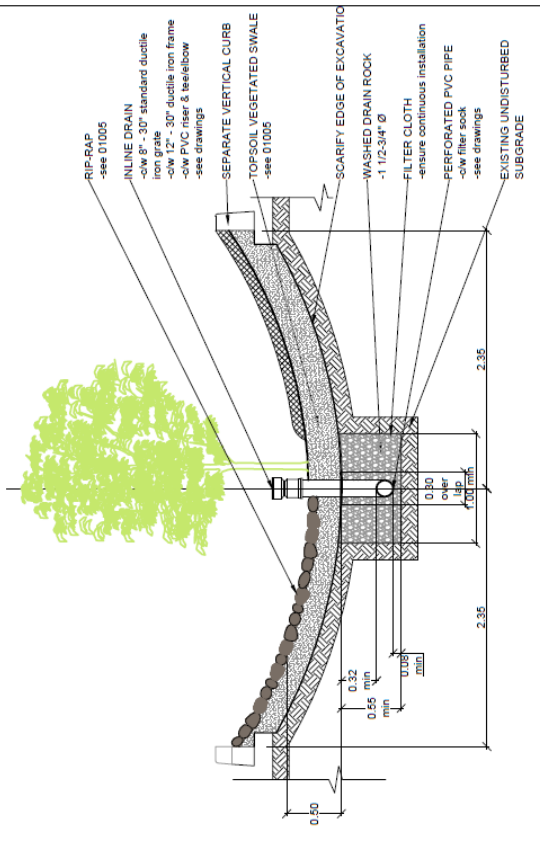 RIP-RAP
-see 01005
INLINE DRAIN
-o/w 8" - 30" standard ductile
iron grate
-o/w 12" - 30" ductile iron frame
-o/w PVC riser & tee/elbow
-see drawings
SEPARATE VERTICAL CURB
TOPSOIL VEGETATED SWALE
-see 01005
SCARIFY EDGE OF EXCAVATIO
WASHED DRAIN ROCK
-1 1/2-3/4" Ø
FILTER CLOTH
-ensure continuous installation
PERFORATED PVC PIPE
-o/w filter sock
-see drawings
EXISTING UNDISTURBED
SUBGRADE
0.50
0.32
min
0.55
min
0.08
min
0.30
over
lap
1.00 min
2.35
2.35